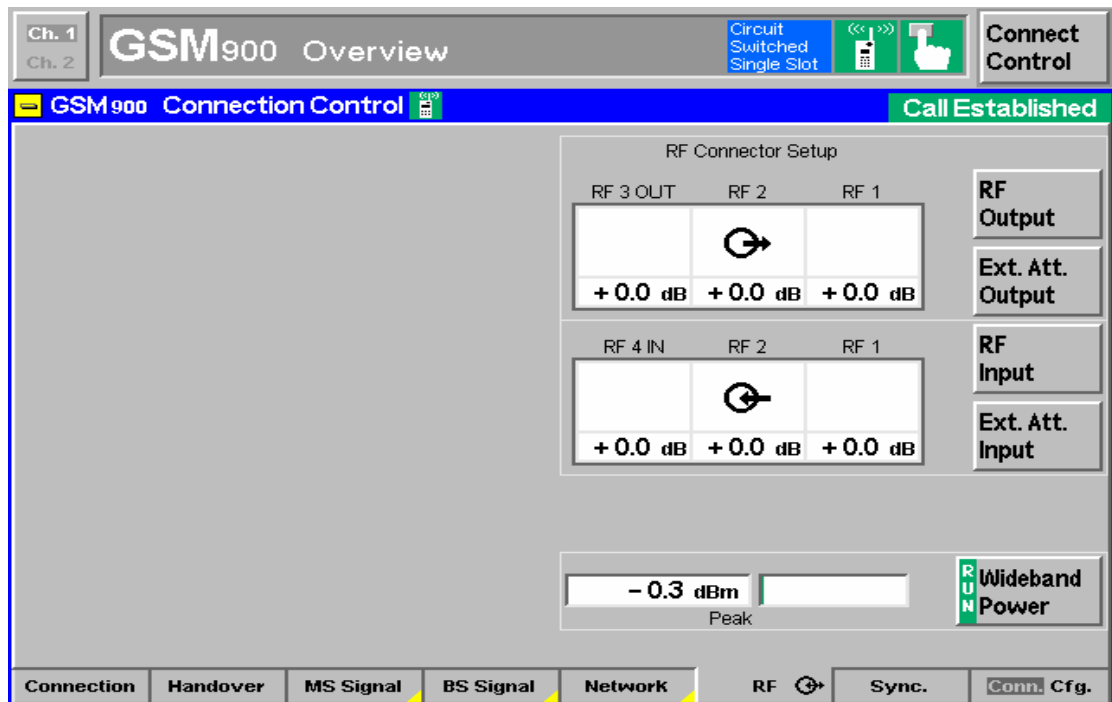 Ch. 1
Ch. 2
GSM900 Overview
Circuit
Switched
Single Slot
Connect
Control
GSM900 Connection Control
Call Established
RF Connector Setup
RF 3 OUT RF 2 RF 1
+ 0.0 dB + 0.0 dB + 0.0 dB
RF
Output
Ext. Att.
Output
RF 4 IN RF 2 RF 1
+ 0.0 dB + 0.0 dB + 0.0 dB
RF
Input
Ext. Att.
Input
– 0.3 dBm
Peak
RUN
Wideband
Power
Connection Handover MS Signal BS Signal Network RF Sync. Conn. Cfg.